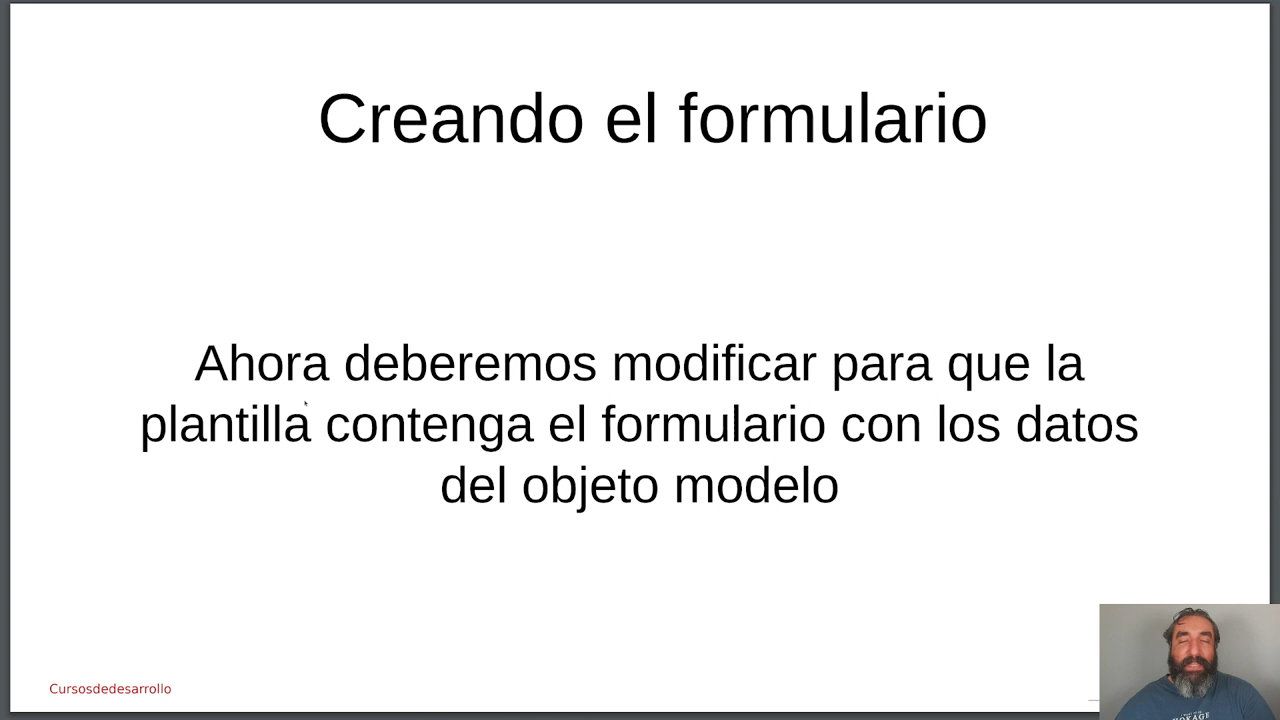 Creando el formulario
Ahora deberemos modificar para que la
plantilla contenga el formulario con los datos
del objeto modelo
Cursosdedesarrollo